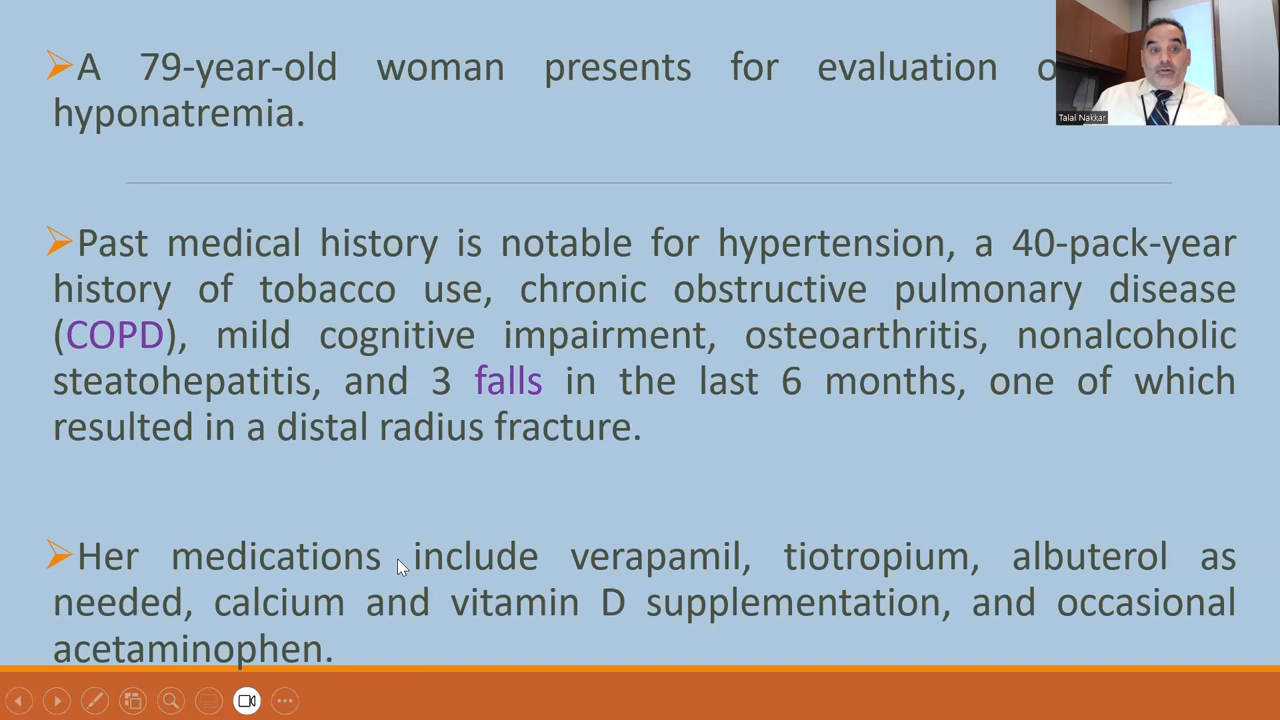 ➢A 79-year-old woman presents for evaluation
hyponatremia.
Talal Nakkar
➢Past medical history is notable for hypertension, a 40-pack-year
history of tobacco use, chronic obstructive pulmonary disease
(COPD), mild cognitive impairment, osteoarthritis, nonalcoholic
steatohepatitis, and 3 falls in the last 6 months, one of which
resulted in a distal radius fracture.
➢Her medications include verapamil, tiotropium, albuterol as
needed, calcium and vitamin D supplementation, and occasional
acetaminophen.